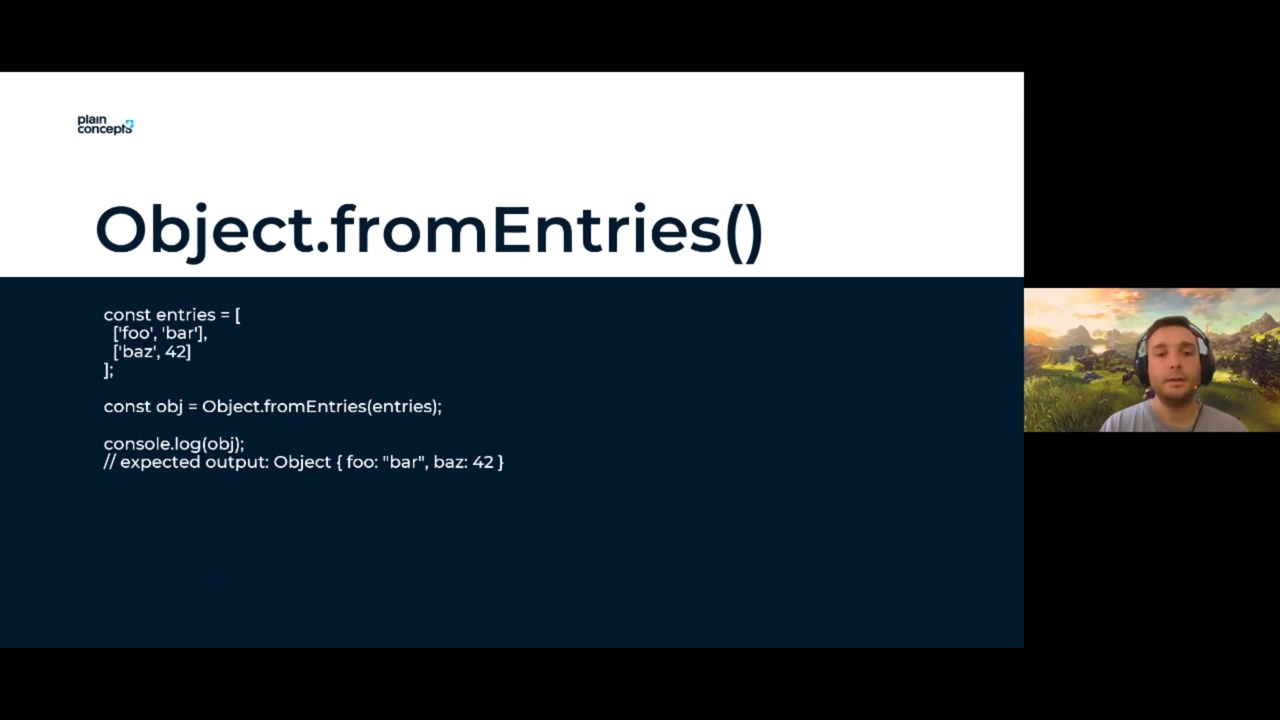 plain
concepts
Object.fromEntries()
const entries = [
  ['foo', 'bar'],
  ['baz', 42]
];
const obj = Object.fromEntries(entries);
console.log(obj);
// expected output: Object { foo: "bar", baz: 42 }